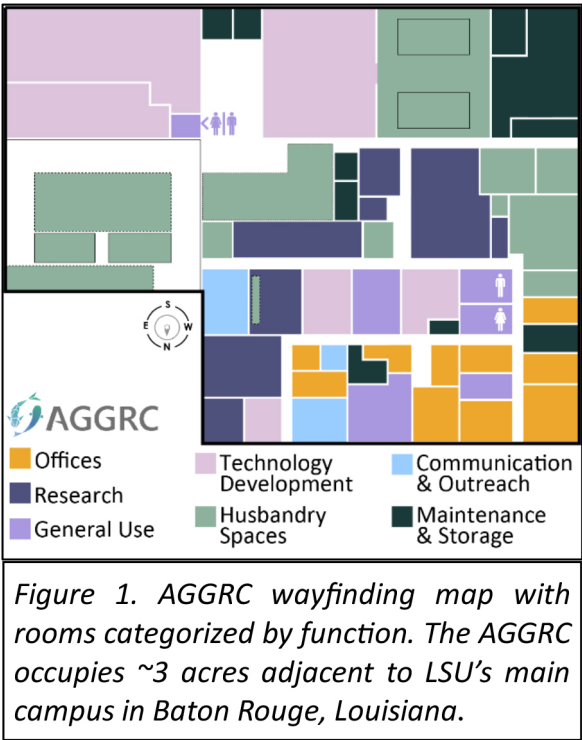 <
S
E W
N
AGGRC
Offices
Research
General Use
Technology
Development
Husbandry
Spaces
Communication
& Outreach
Maintenance
& Storage
Figure 1. AGGRC wayfinding map with
rooms categorized by function. The AGGRC
occupies ~3 acres adjacent to LSU’s main
campus in Baton Rouge, Louisiana.